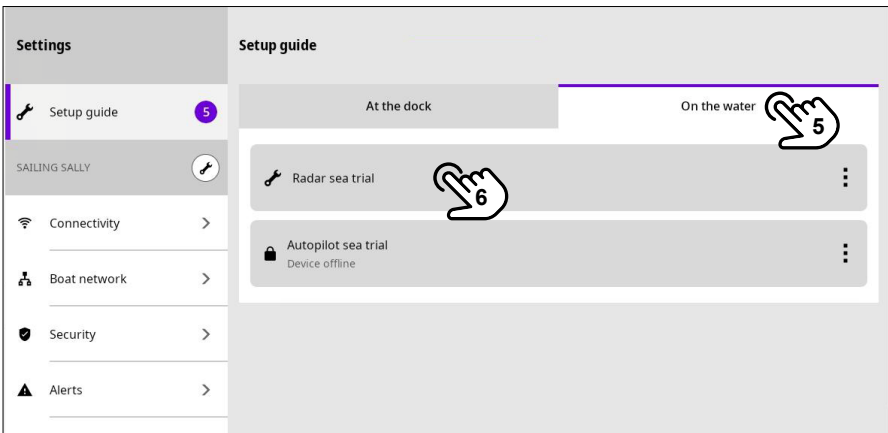 Settings
Setup guide
Setup guide
5
At the dock
On the water
5
SAILING SALLY
Radar sea trial
6
Connectivity
Autopilot sea trial
Device offline
Boat network
Security
Alerts